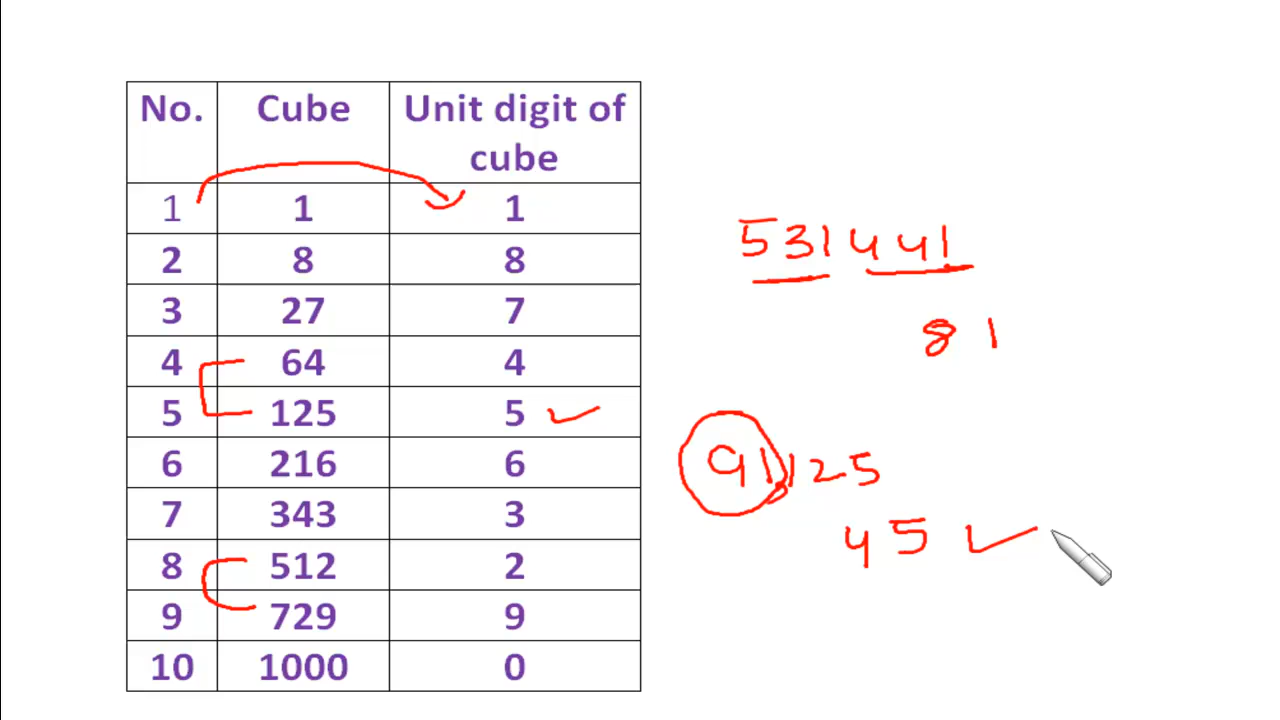 No. Cube Unit digit of cube
1 1 1
2 8 8
3 27 7
4 64 4
5 125 5
6 216 6
7 343 3
8 512 2
9 729 9
10 1000 0
531441
81
91,125
45